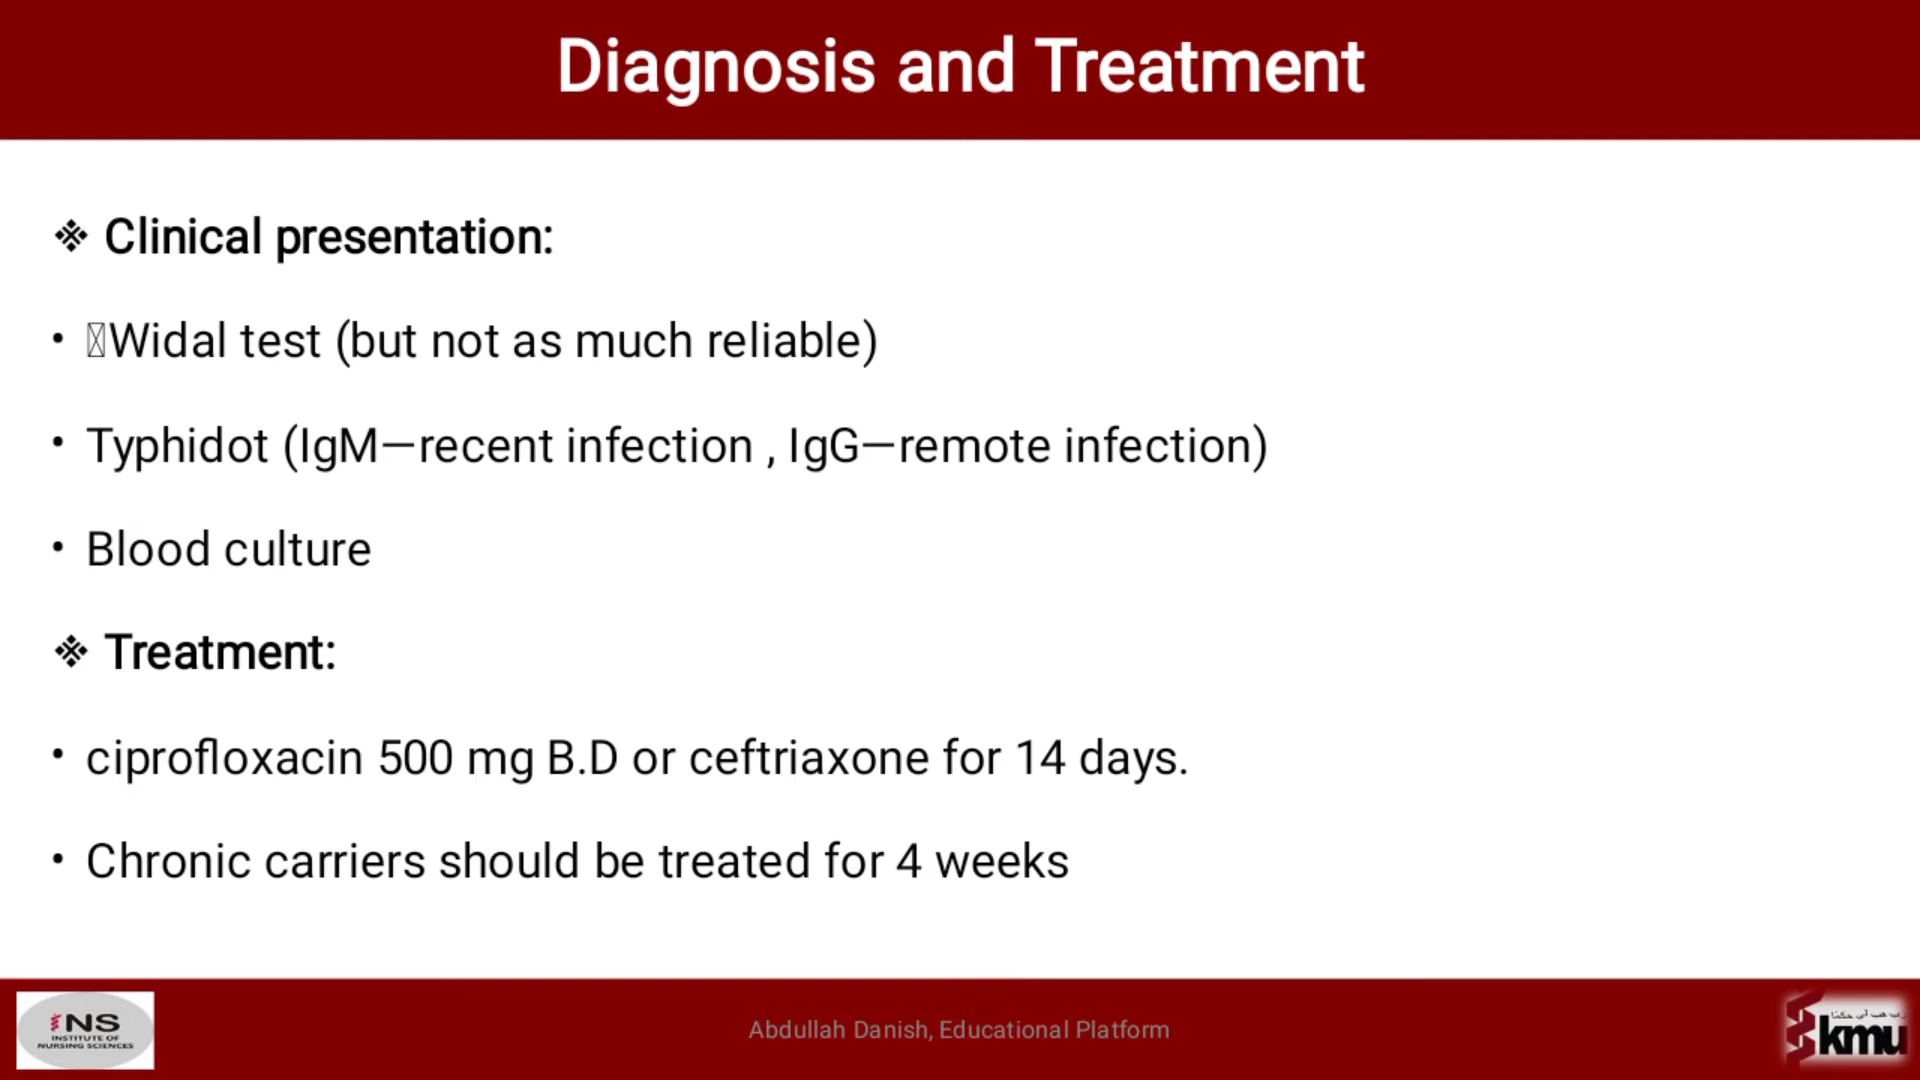 Diagnosis and Treatment
❖ Clinical presentation:
• Widal test (but not as much reliable)
• Typhidot (IgM—recent infection , IgG—remote infection)
• Blood culture
❖ Treatment:
• ciprofloxacin 500 mg B.D or ceftriaxone for 14 days.
• Chronic carriers should be treated for 4 weeks
iNS
INSTITUTE OF
NURSING SCIENCES
Abdullah Danish, Educational Platform
kmu